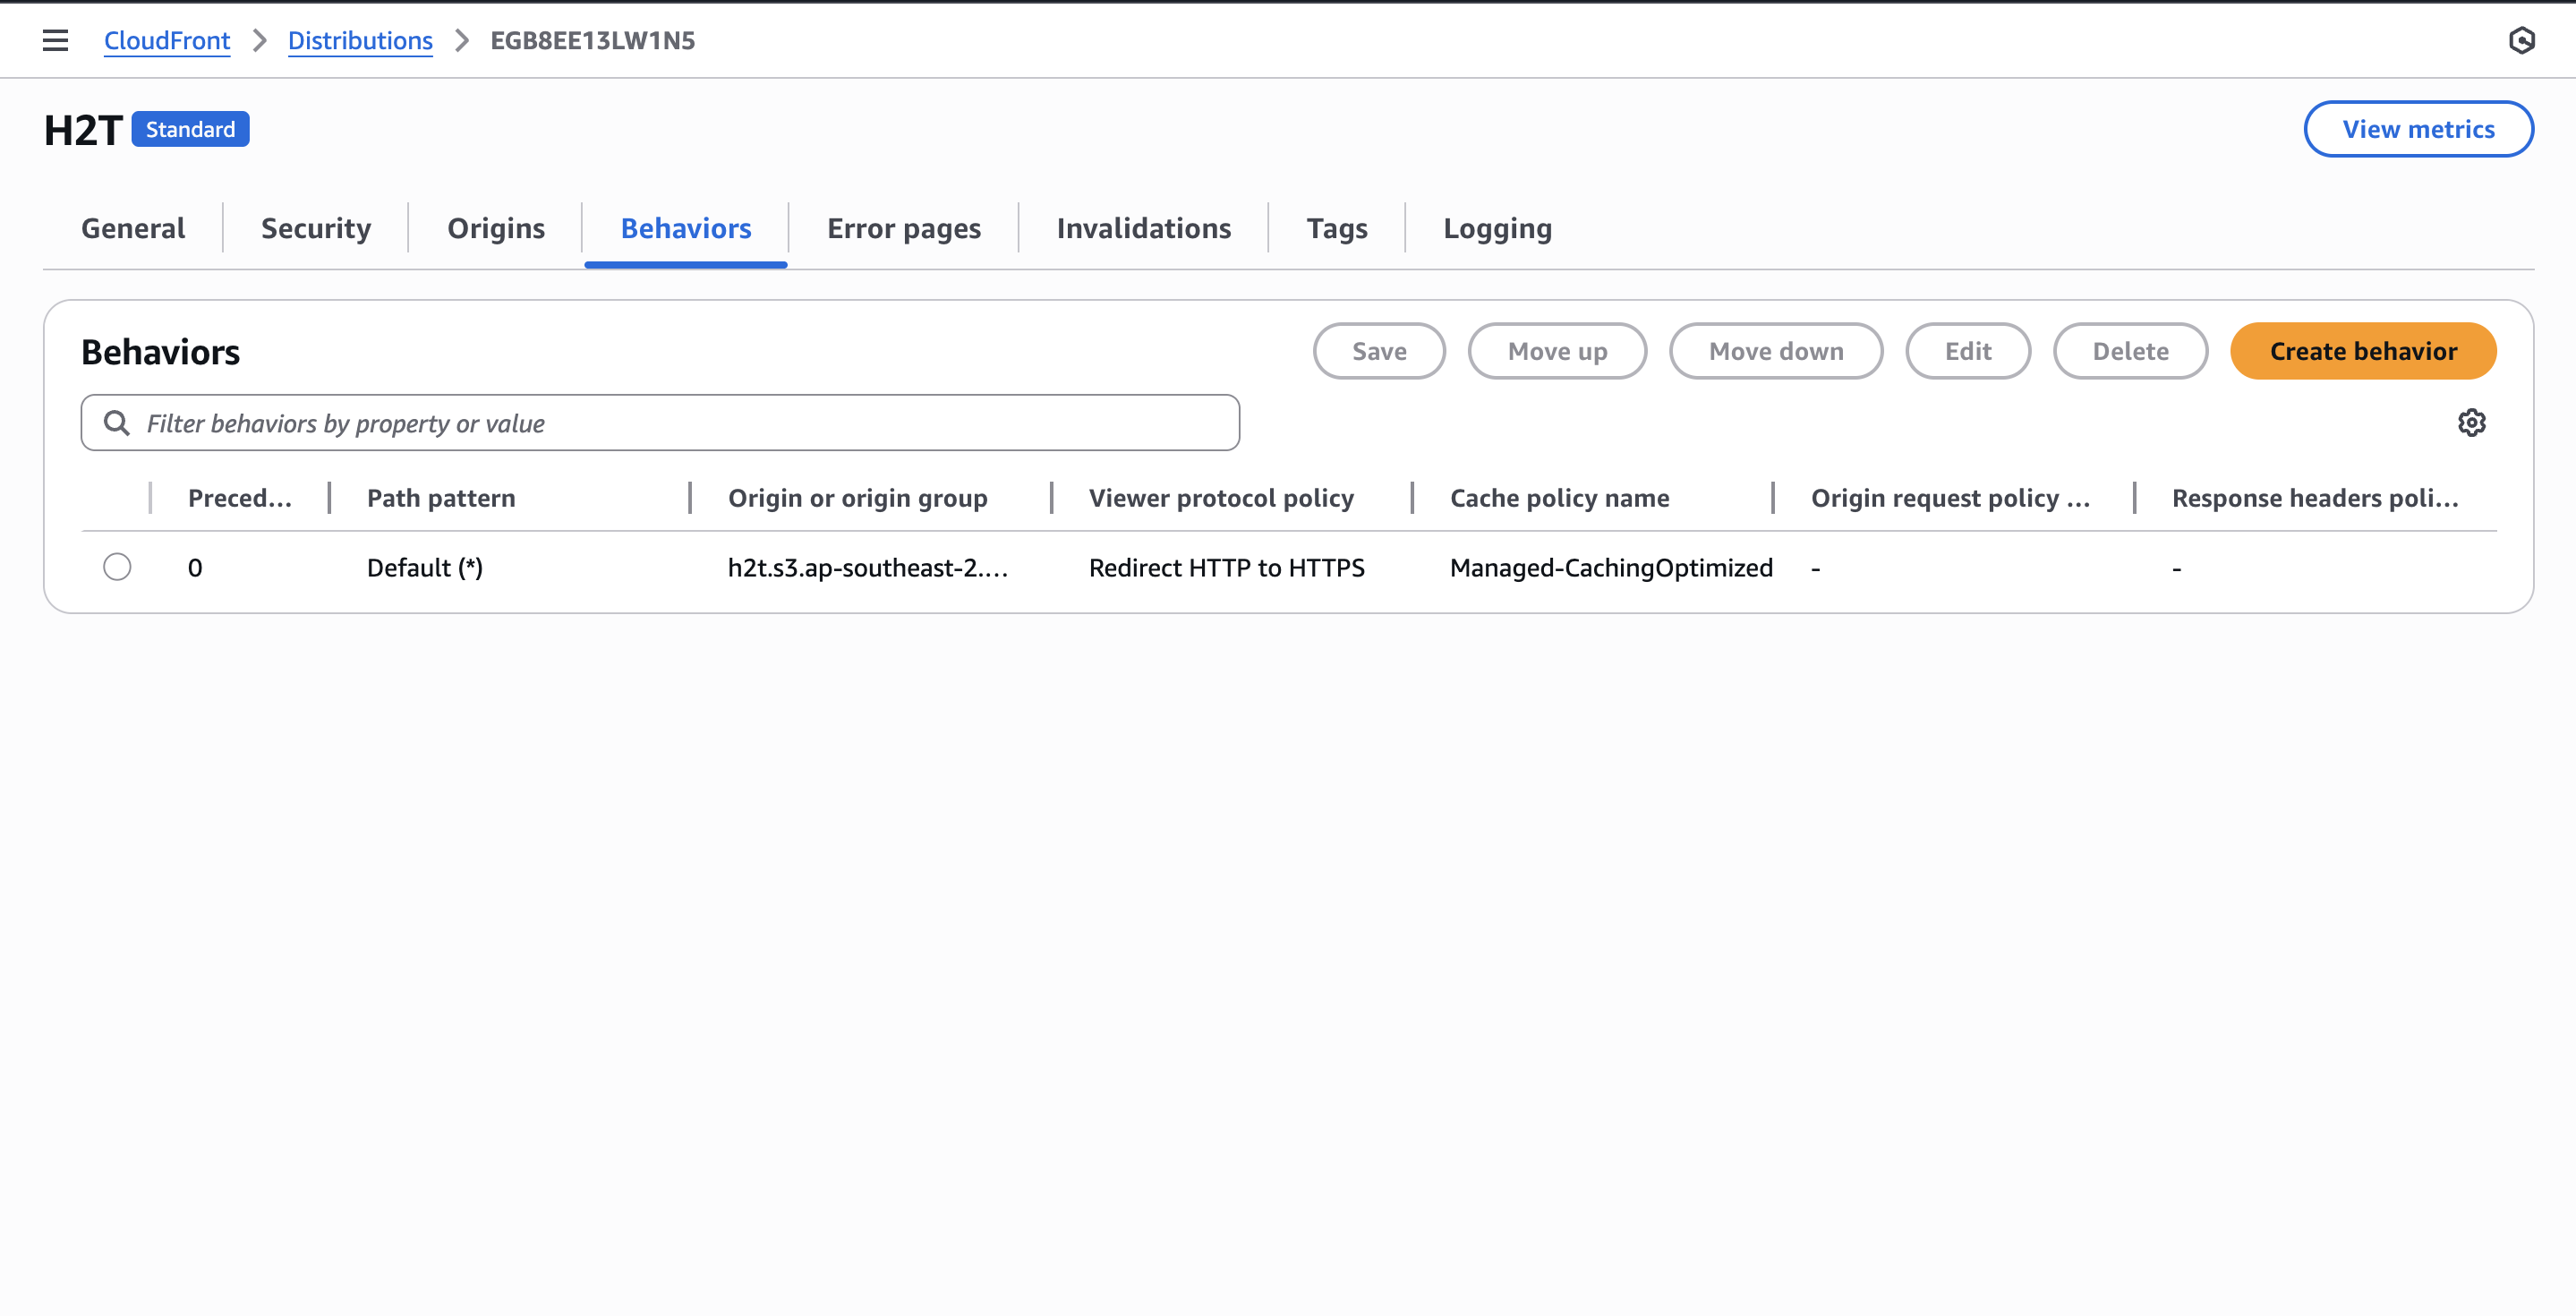 CloudFront > Distributions > EGB8EE13LW1N5
H2T Standard
View metrics
General Security Origins Behaviors Error pages Invalidations Tags Logging
Behaviors
Save Move up Move down Edit Delete Create behavior
Filter behaviors by property or value
Preced... Path pattern Origin or origin group Viewer protocol policy Cache policy name Origin request policy ... Response headers poli...
0 Default (*) h2t.s3.ap-southeast-2.... Redirect HTTP to HTTPS Managed-CachingOptimized - -